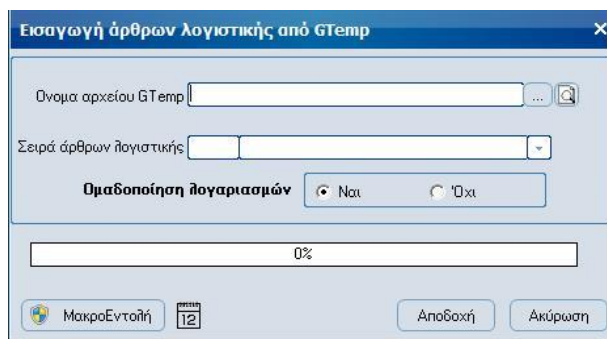 Εισαγωγή άρθρων λογιστικής από GTemp
Ονομα αρχείου GTemp ...
Σειρά άρθρων λογιστικής
Ομαδοποίηση λογαριασμών Ναι Όχι
0%
ΜακροΕντολή 12 Αποδοχή Ακύρωση